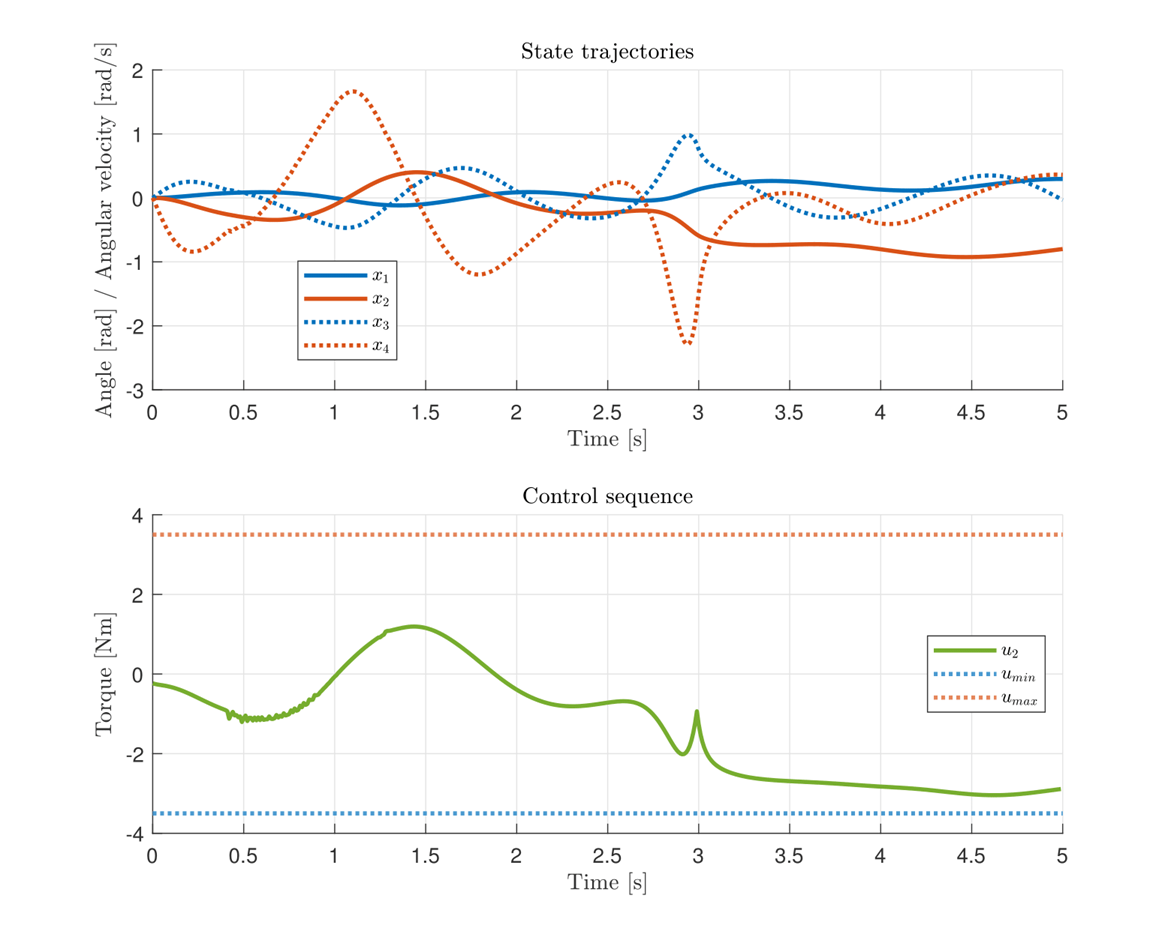 State trajectories
Angle [rad] / Angular velocity [rad/s]
2
1
0
-1
-2
-3
x₁
x₂
x₃
x₄
0 0.5 1 1.5 2 2.5 3 3.5 4 4.5 5
Time [s]
Control sequence
Torque [Nm]
4
2
0
-2
-4
u₂
uₘᵢₙ
uₘₐₓ
0 0.5 1 1.5 2 2.5 3 3.5 4 4.5 5
Time [s]